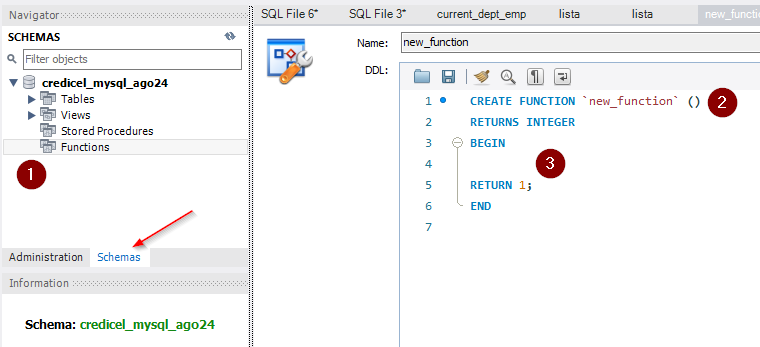 Navigator
SCHEMAS
Filter objects
credicel_mysql_ago24
Tables
Views
Stored Procedures
Functions
1
Administration Schemas
Information
Schema: credicel_mysql_ago24
SQL File 6* SQL File 3* current_dept_emp lista lista new_functio
Name: new_function
DDL:
1 CREATE FUNCTION `new_function` () 2
2 RETURNS INTEGER
3 BEGIN
4 3
5 RETURN 1;
6 END
7